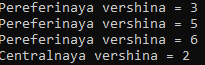 Pereferinaya vershina = 3
Pereferinaya vershina = 5
Pereferinaya vershina = 6
Centralnaya vershina = 2